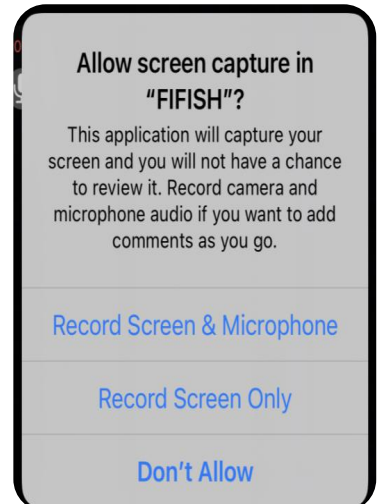 Allow screen capture in
“FIFISH”?
This application will capture your
screen and you will not have a chance
to review it. Record camera and
microphone audio if you want to add
comments as you go.
Record Screen & Microphone
Record Screen Only
Don’t Allow